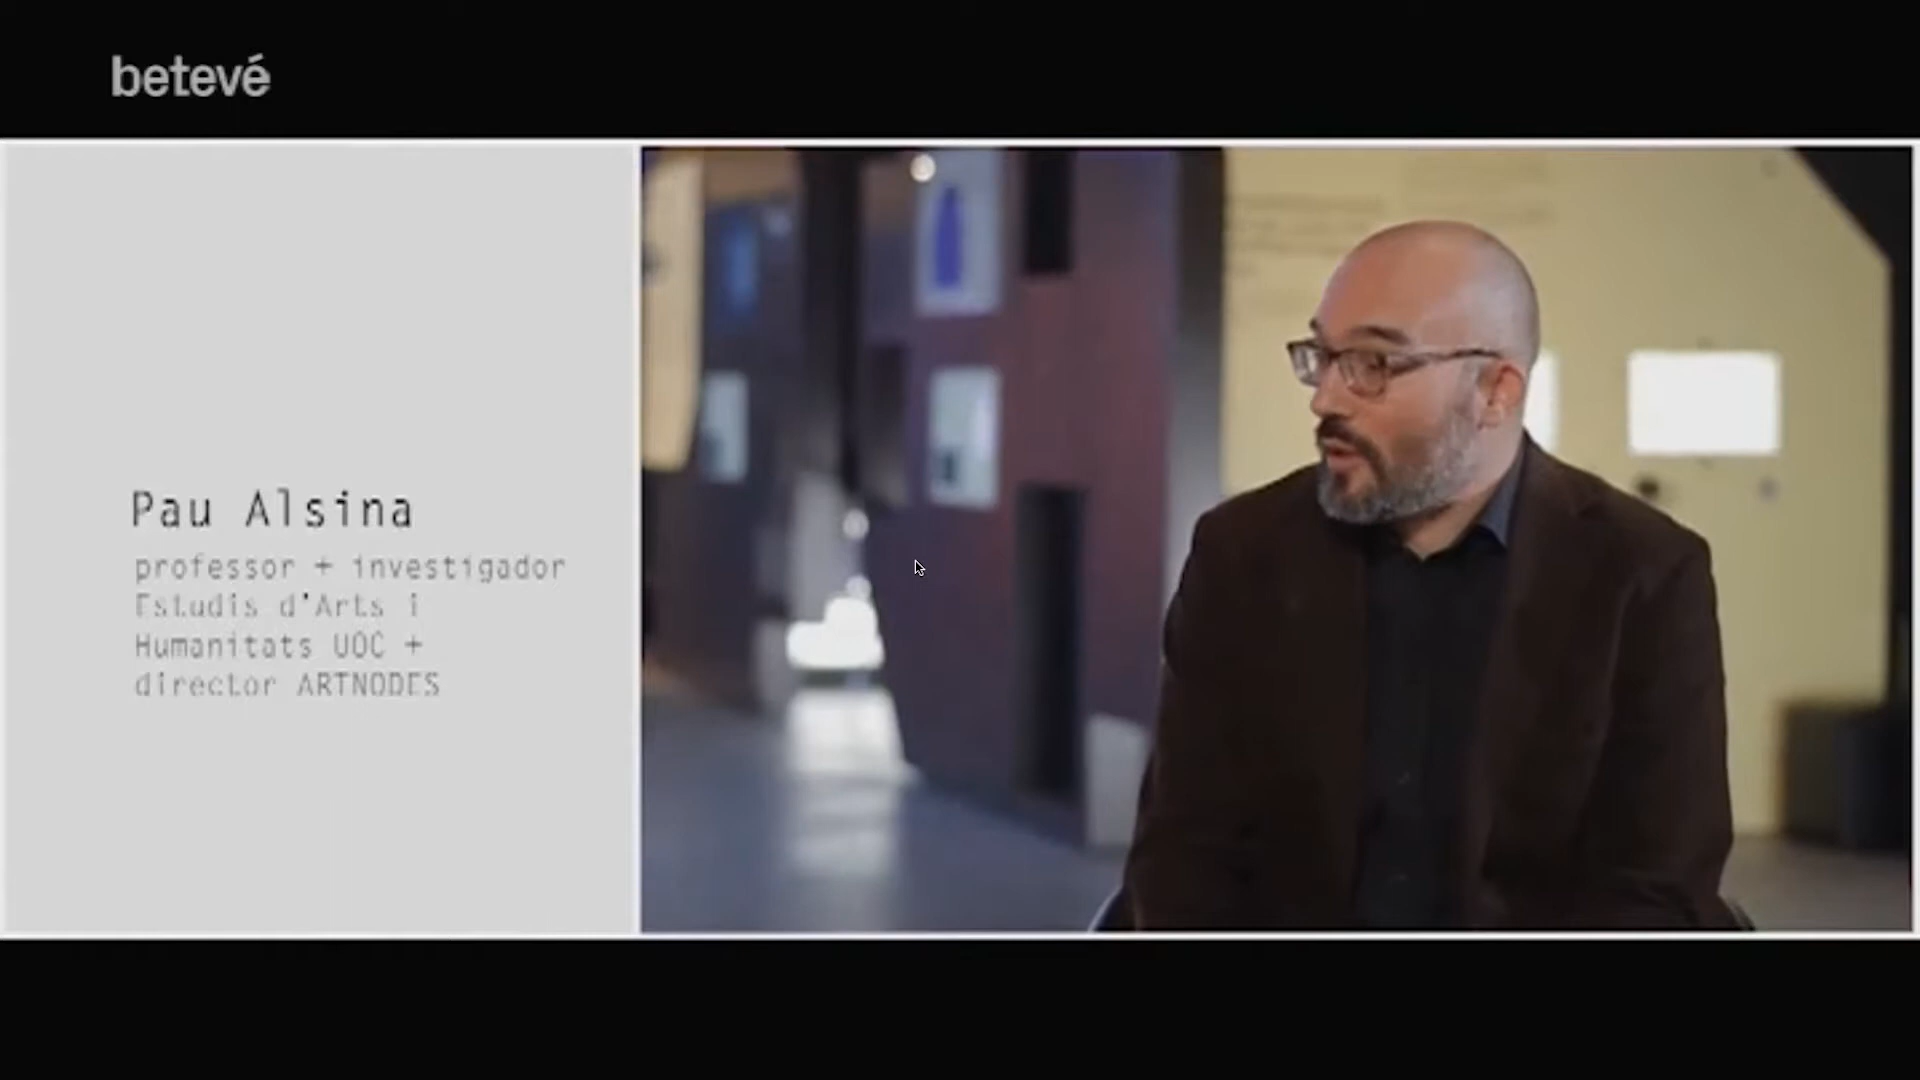 betevé
Pau Alsina
professor + investigador
Estudis d'Arts i
Humanitats UOC +
director ARTNODES